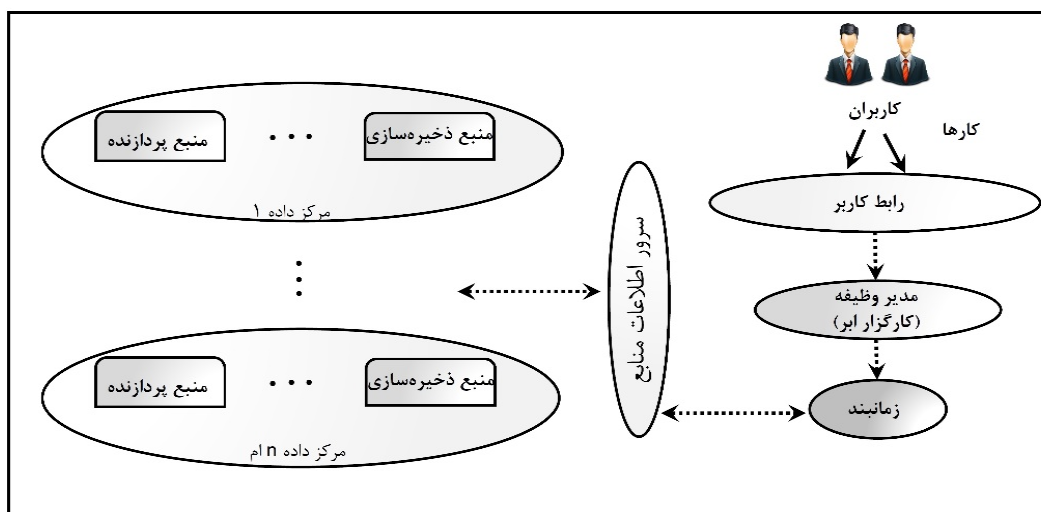 کاربران
کارها
رابط کاربر
مدیر وظیفه
(کارگزار ابر)
زمانبند
سرور اطلاعات منابع
منبع ذخیره‌سازی
...
منبع پردازنده
مرکز داده ۱
...
منبع ذخیره‌سازی
...
منبع پردازنده
مرکز داده n ام